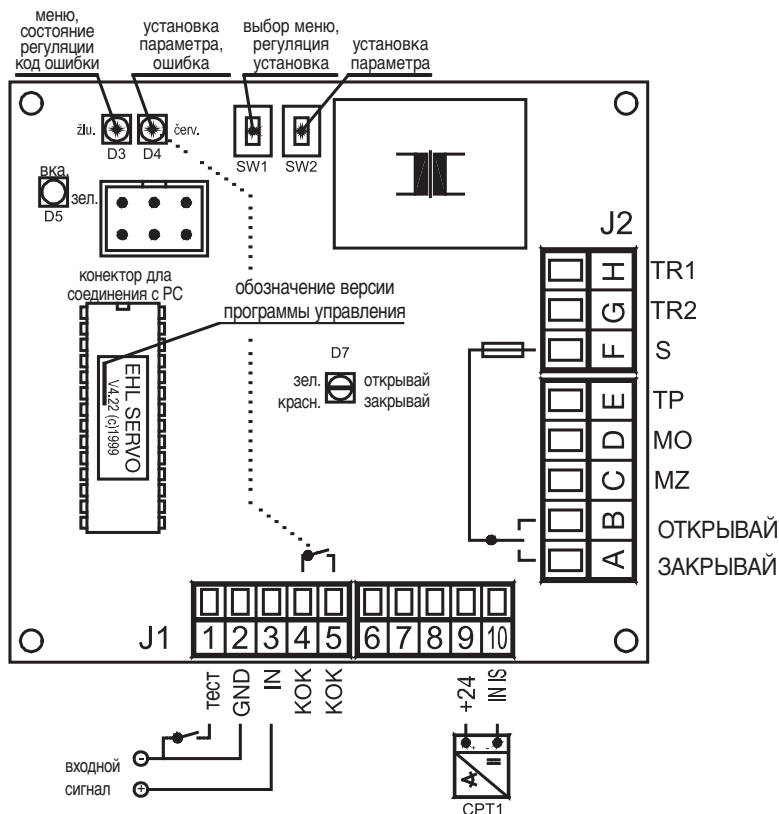 меню,
состояние
регуляции
код ошибки
установка
параметра,
ошибка
выбор меню,
регуляция
установка
установка
параметра
žlu.
červ.
D3
D4
SW1
SW2
вка.
зел.
D5
J2
конектор дла
соединения с PC
обозначение версии
программы управления
EHL SERVO
V4.22 (c)1999
D7
зел.
открывай
красн.
закрывай
H
TR1
G
TR2
F
S
E
TP
D
MO
C
MZ
B
ОТКРЫВАЙ
A
ЗАКРЫВАЙ
J1
1 2 3 4 5 6 7 8 9 10
тест
GND
IN
KOK
KOK
+24
IN IS
входной
-
сигнал
+
+ -
A
CPT1